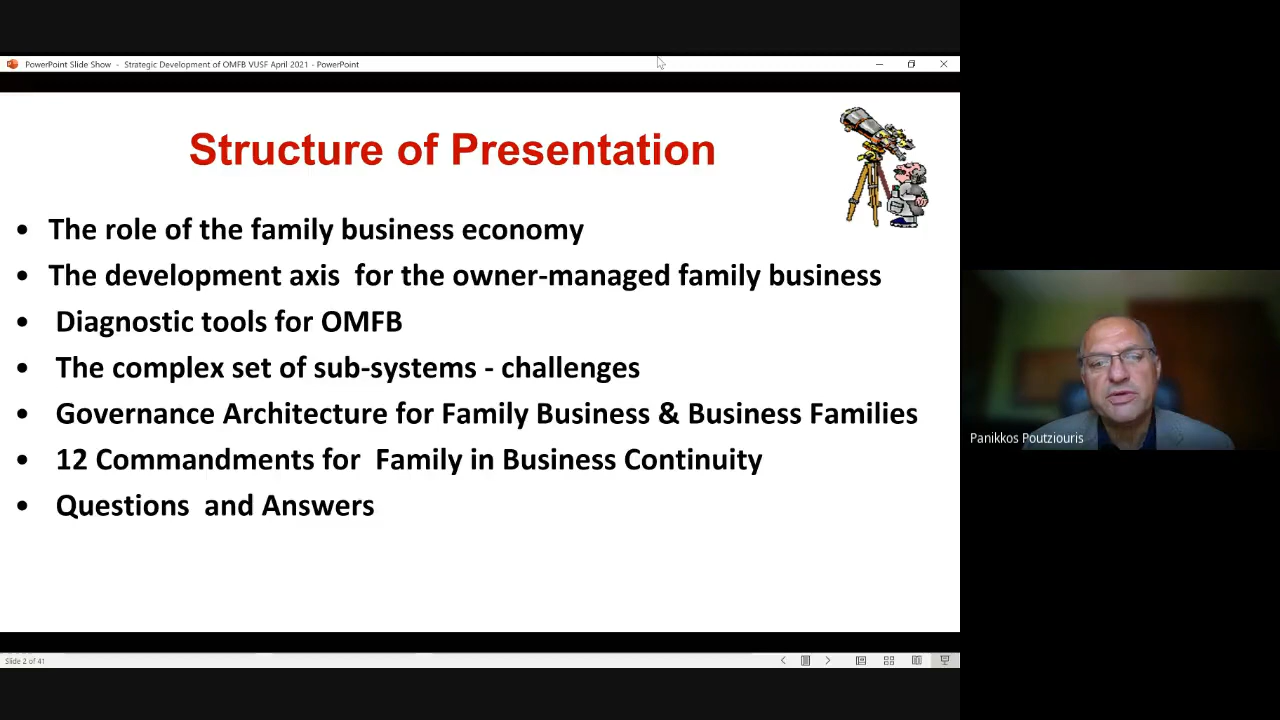 PowerPoint Slide Show - Strategic Development of OMFB VUSF April 2021 - PowerPoint
Structure of Presentation
• The role of the family business economy
• The development axis for the owner-managed family business
• Diagnostic tools for OMFB
• The complex set of sub-systems - challenges
• Governance Architecture for Family Business & Business Families
• 12 Commandments for Family in Business Continuity
• Questions and Answers
Panikkos Poutziouris
Slide 2 of 41